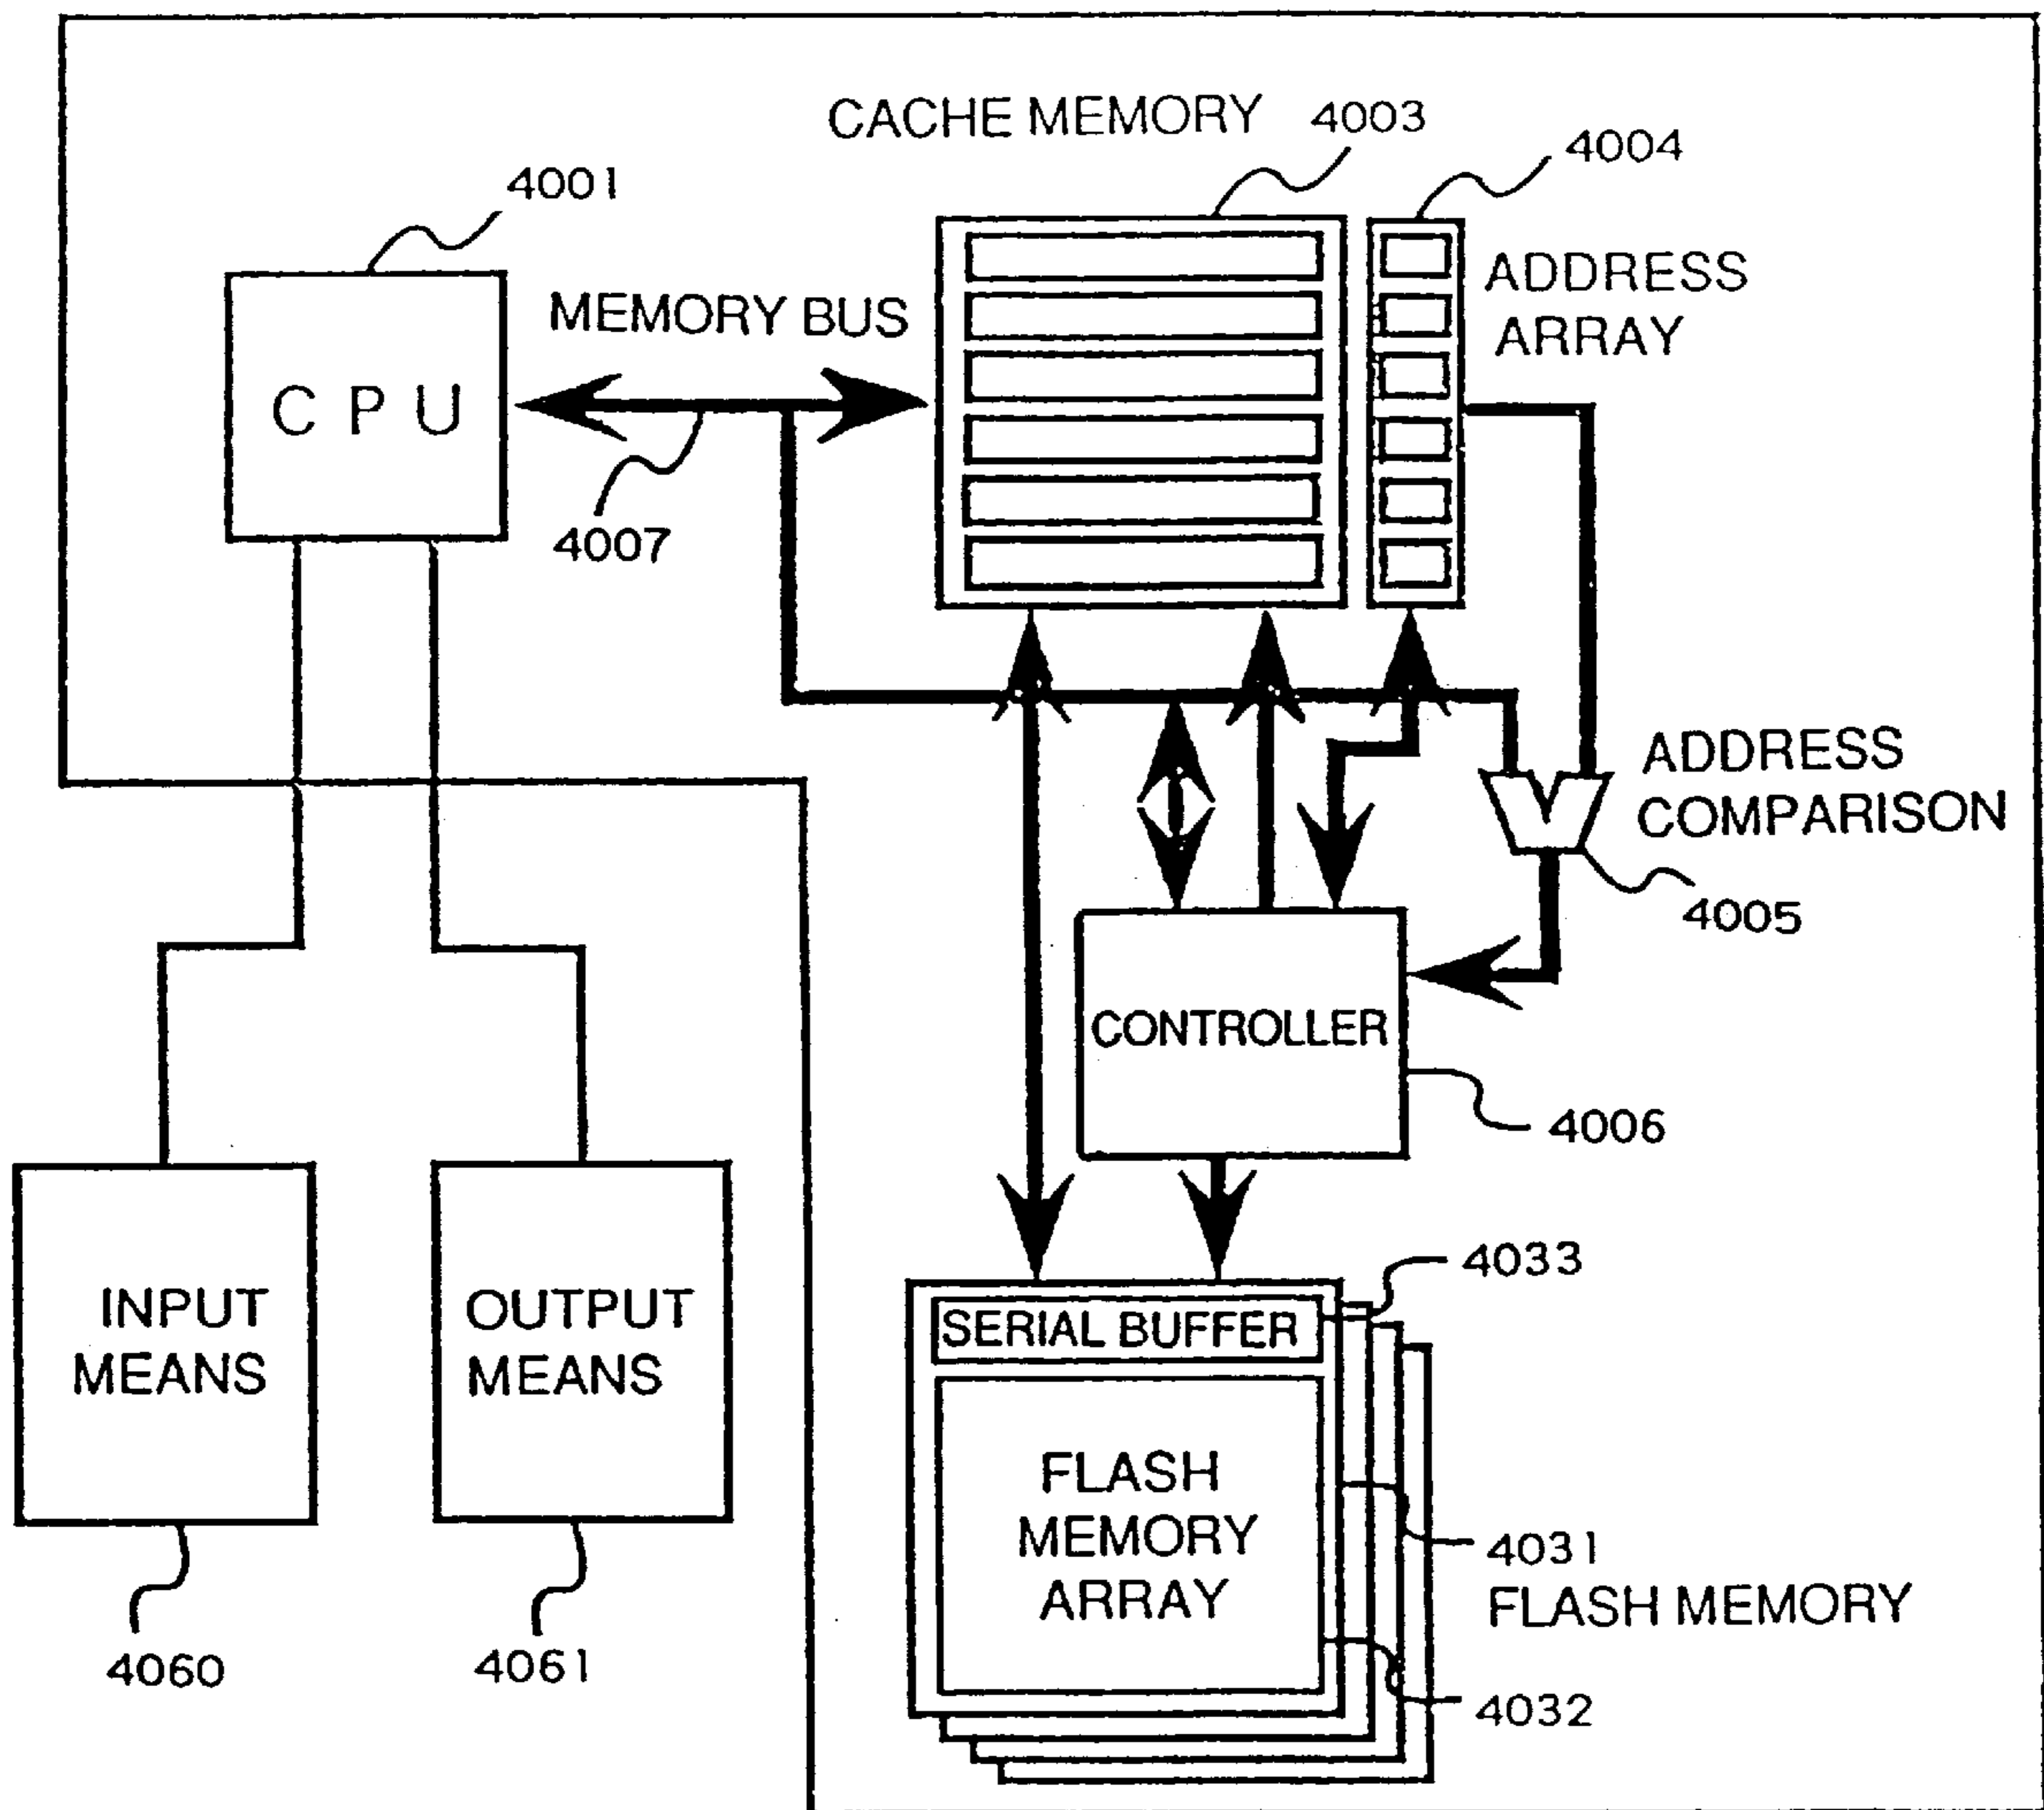 CACHE MEMORY 4003
4004
4001
ADDRESS
ARRAY
MEMORY BUS
C P U
4007
ADDRESS
COMPARISON
4005
CONTROLLER
4006
4033
SERIAL BUFFER
INPUT
MEANS
OUTPUT
MEANS
FLASH
MEMORY
ARRAY
4031
FLASH MEMORY
4060
4061
4032